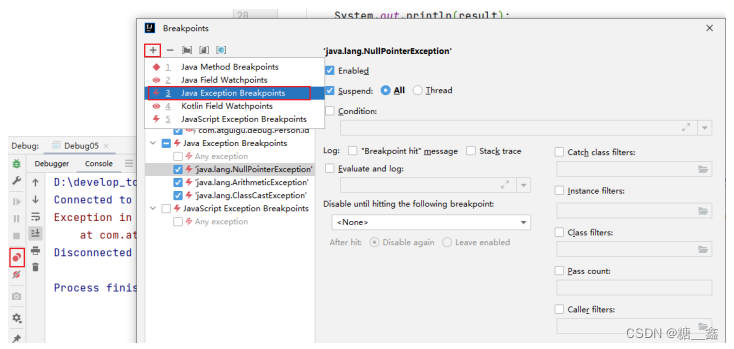 20
System.out.println(result);
Breakpoints
1 Java Method Breakpoints
2 Java Field Watchpoints
3 Java Exception Breakpoints
4 Kotlin Field Watchpoints
5 JavaScript Exception Breakpoints
com.atguigu.debug.Person.id
Java Exception Breakpoints
Any exception
'java.lang.NullPointerException'
'java.lang.ArithmeticException'
'java.lang.ClassCastException'
JavaScript Exception Breakpoints
Any exception
'java.lang.NullPointerException'
Enabled
Suspend: All Thread
Condition:
Log: "Breakpoint hit" message Stack trace
Evaluate and log:
Disable until hitting the following breakpoint:
<None>
After hit: Disable again Leave enabled
Catch class filters:
Instance filters:
Class filters:
Pass count:
Caller filters:
Debug: Debug05
Debugger Console
D:\develop_to
Connected to
Exception in
at com.at
Disconnected
Process finis
CSDN @糖__鑫